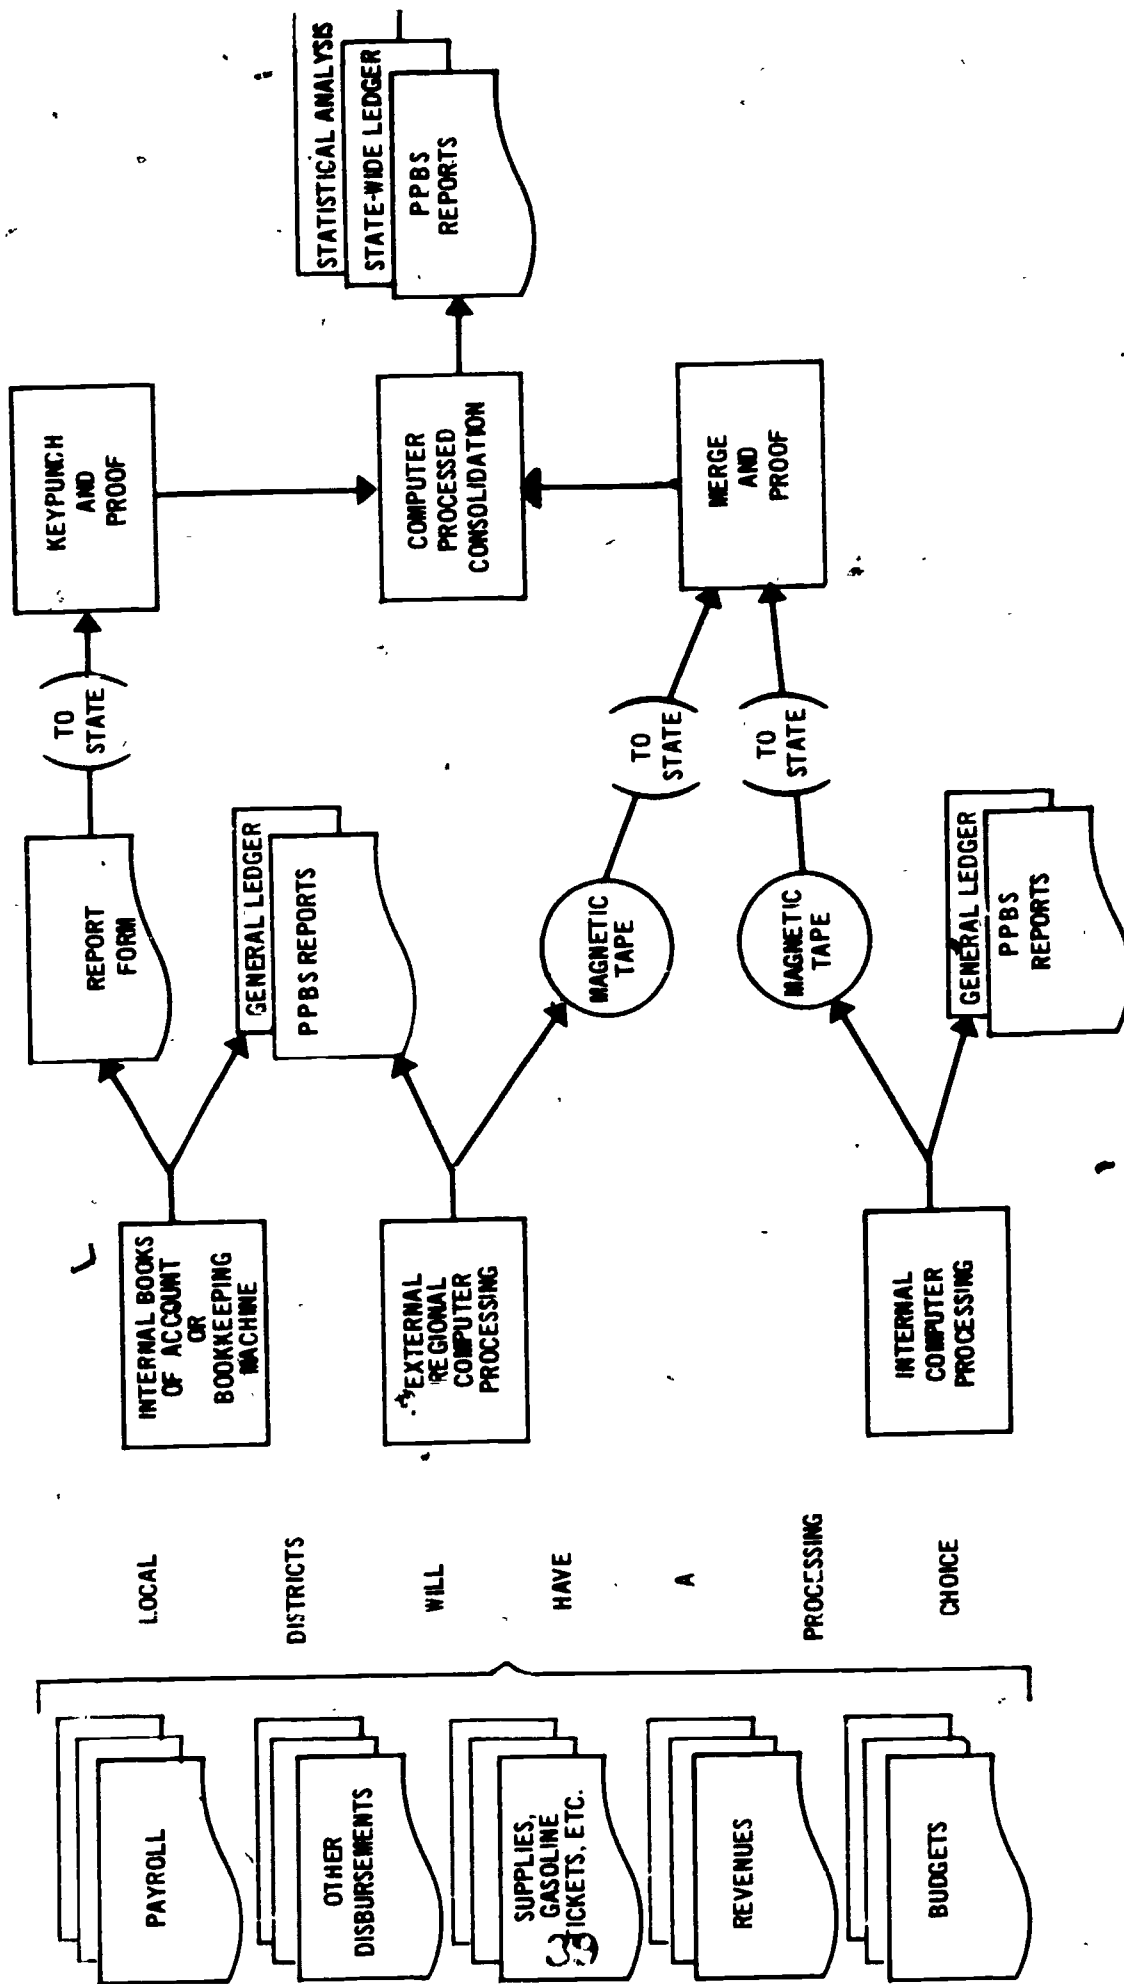 PAYROLL
OTHER
DISBURSEMENTS
SUPPLIES,
GASOLINE
TICKETS, ETC.
REVENUES
BUDGETS
LOCAL
DISTRICTS
WILL
HAVE
A
PROCESSING
CHOICE
INTERNAL BOOKS
OF ACCOUNT
OR
BOOKKEEPING
MACHINE
EXTERNAL
REGIONAL
COMPUTER
PROCESSING
INTERNAL
COMPUTER
PROCESSING
REPORT
FORM
GENERAL LEDGER
PPBS REPORTS
MAGNETIC
TAPE
MAGNETIC
TAPE
GENERAL LEDGER
PPBS
REPORTS
(TO
STATE)
(TO
STATE)
(TO
STATE)
KEYPUNCH
AND
PROOF
COMPUTER
PROCESSED
CONSOLIDATION
MERGE
AND
PROOF
STATISTICAL ANALYSIS
STATE-WIDE LEDGER
PPBS
REPORTS